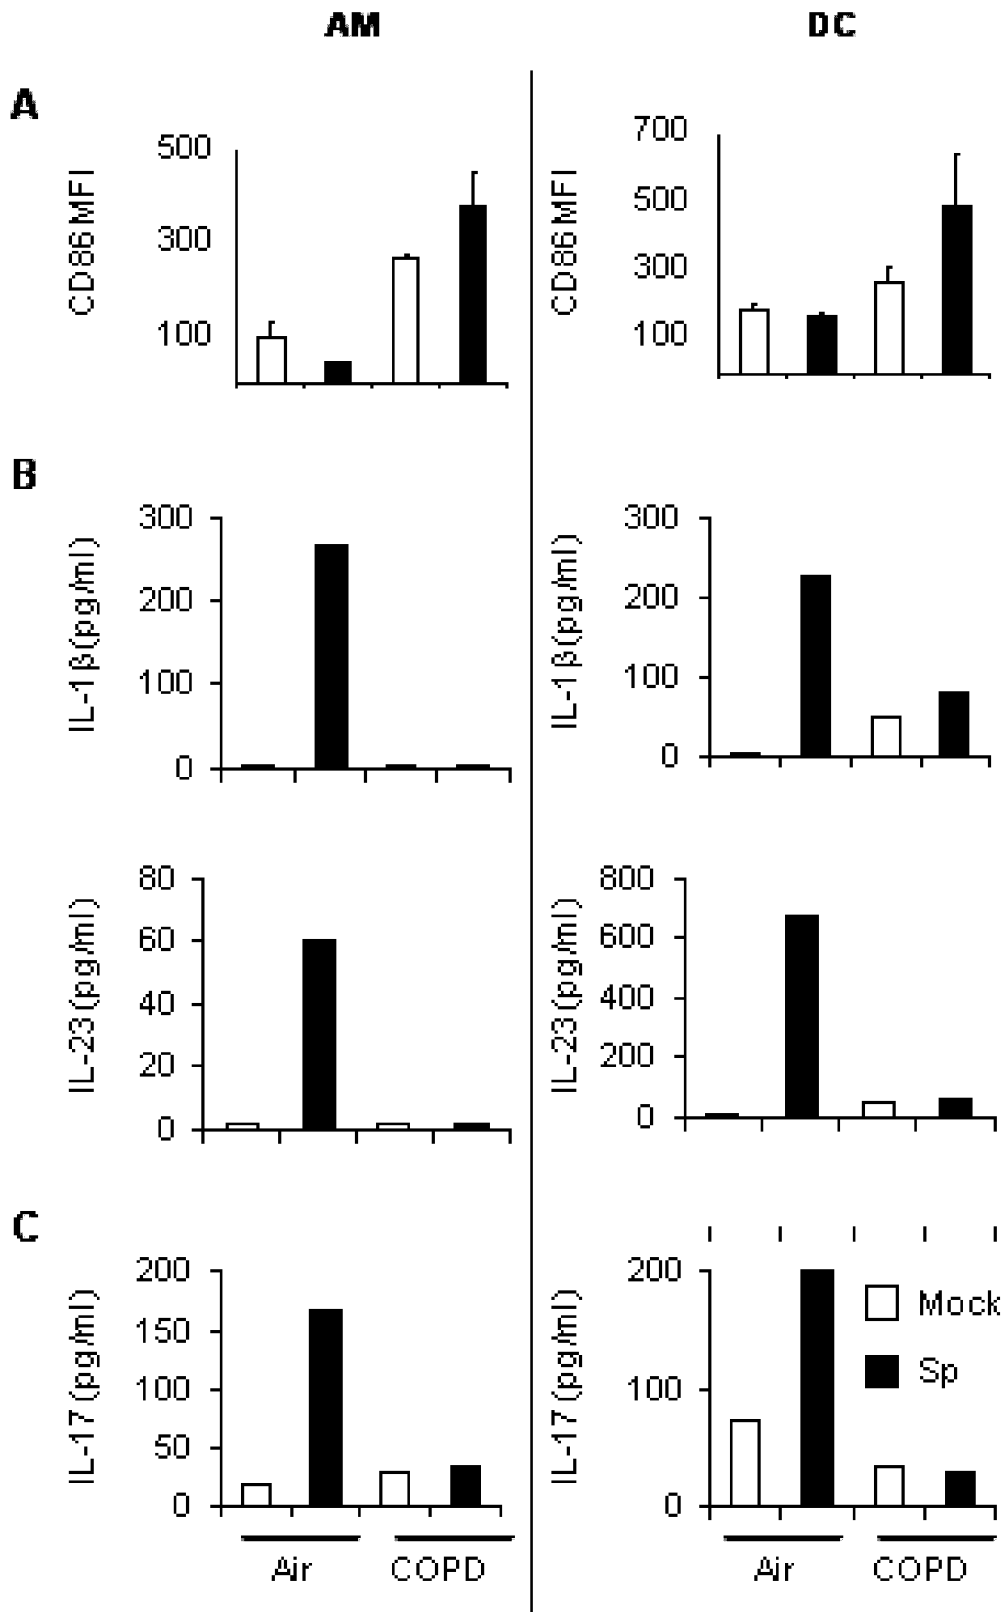 AM
DC
A
CD86 MFI
500
300
100
CD86 MFI
700
500
300
100
B
IL-1β(pg/ml)
300
200
100
0
IL-1β(pg/ml)
300
200
100
0
IL-23(pg/ml)
80
60
40
20
0
IL-23(pg/ml)
800
600
400
200
0
C
IL-17(pg/ml)
200
150
100
50
0
Air
COPD
IL-17(pg/ml)
200
100
0
Mock
Sp
Air
COPD